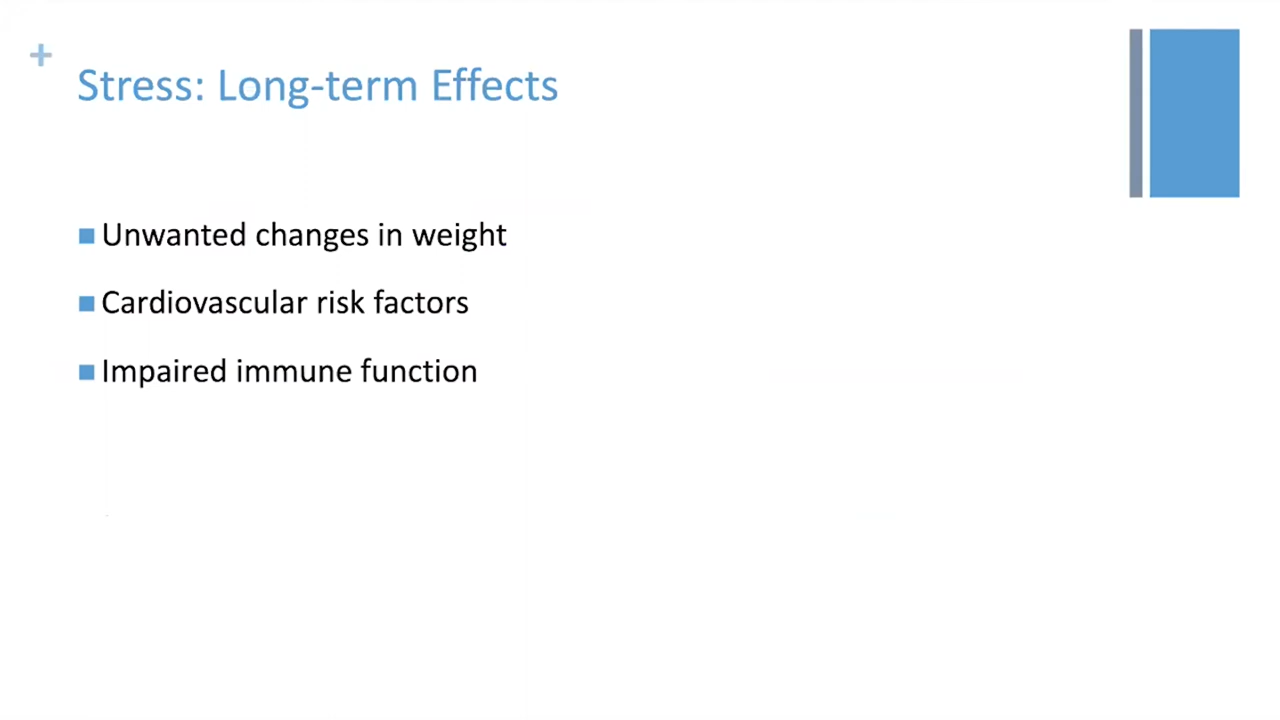 +
Stress: Long-term Effects
Unwanted changes in weight
Cardiovascular risk factors
Impaired immune function